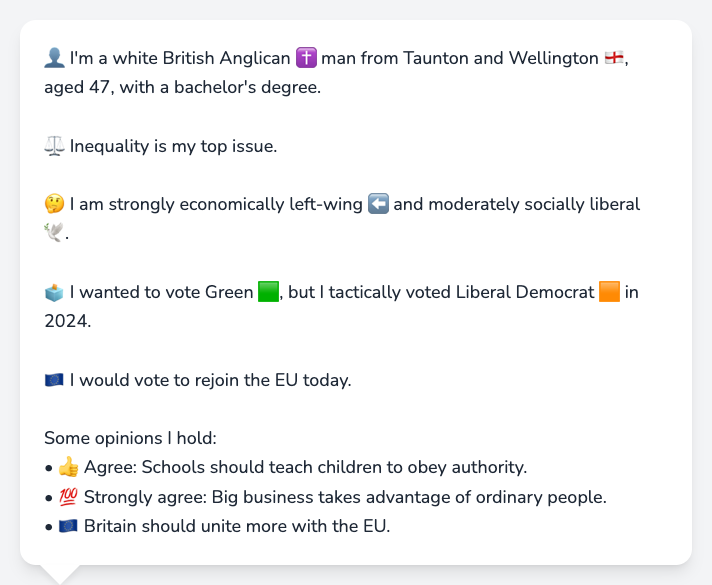 👤 I'm a white British Anglican ✝️ man from Taunton and Wellington 🏴󠁧󠁢󠁥󠁮󠁧󠁿,
aged 47, with a bachelor's degree.
⚖️ Inequality is my top issue.
🤔 I am strongly economically left-wing ⬅️ and moderately socially liberal
🕊️.
🗳️ I wanted to vote Green 🟩, but I tactically voted Liberal Democrat 🟧 in
2024.
🇪🇺 I would vote to rejoin the EU today.
Some opinions I hold:
• 👍 Agree: Schools should teach children to obey authority.
• 💯 Strongly agree: Big business takes advantage of ordinary people.
• 🇪🇺 Britain should unite more with the EU.